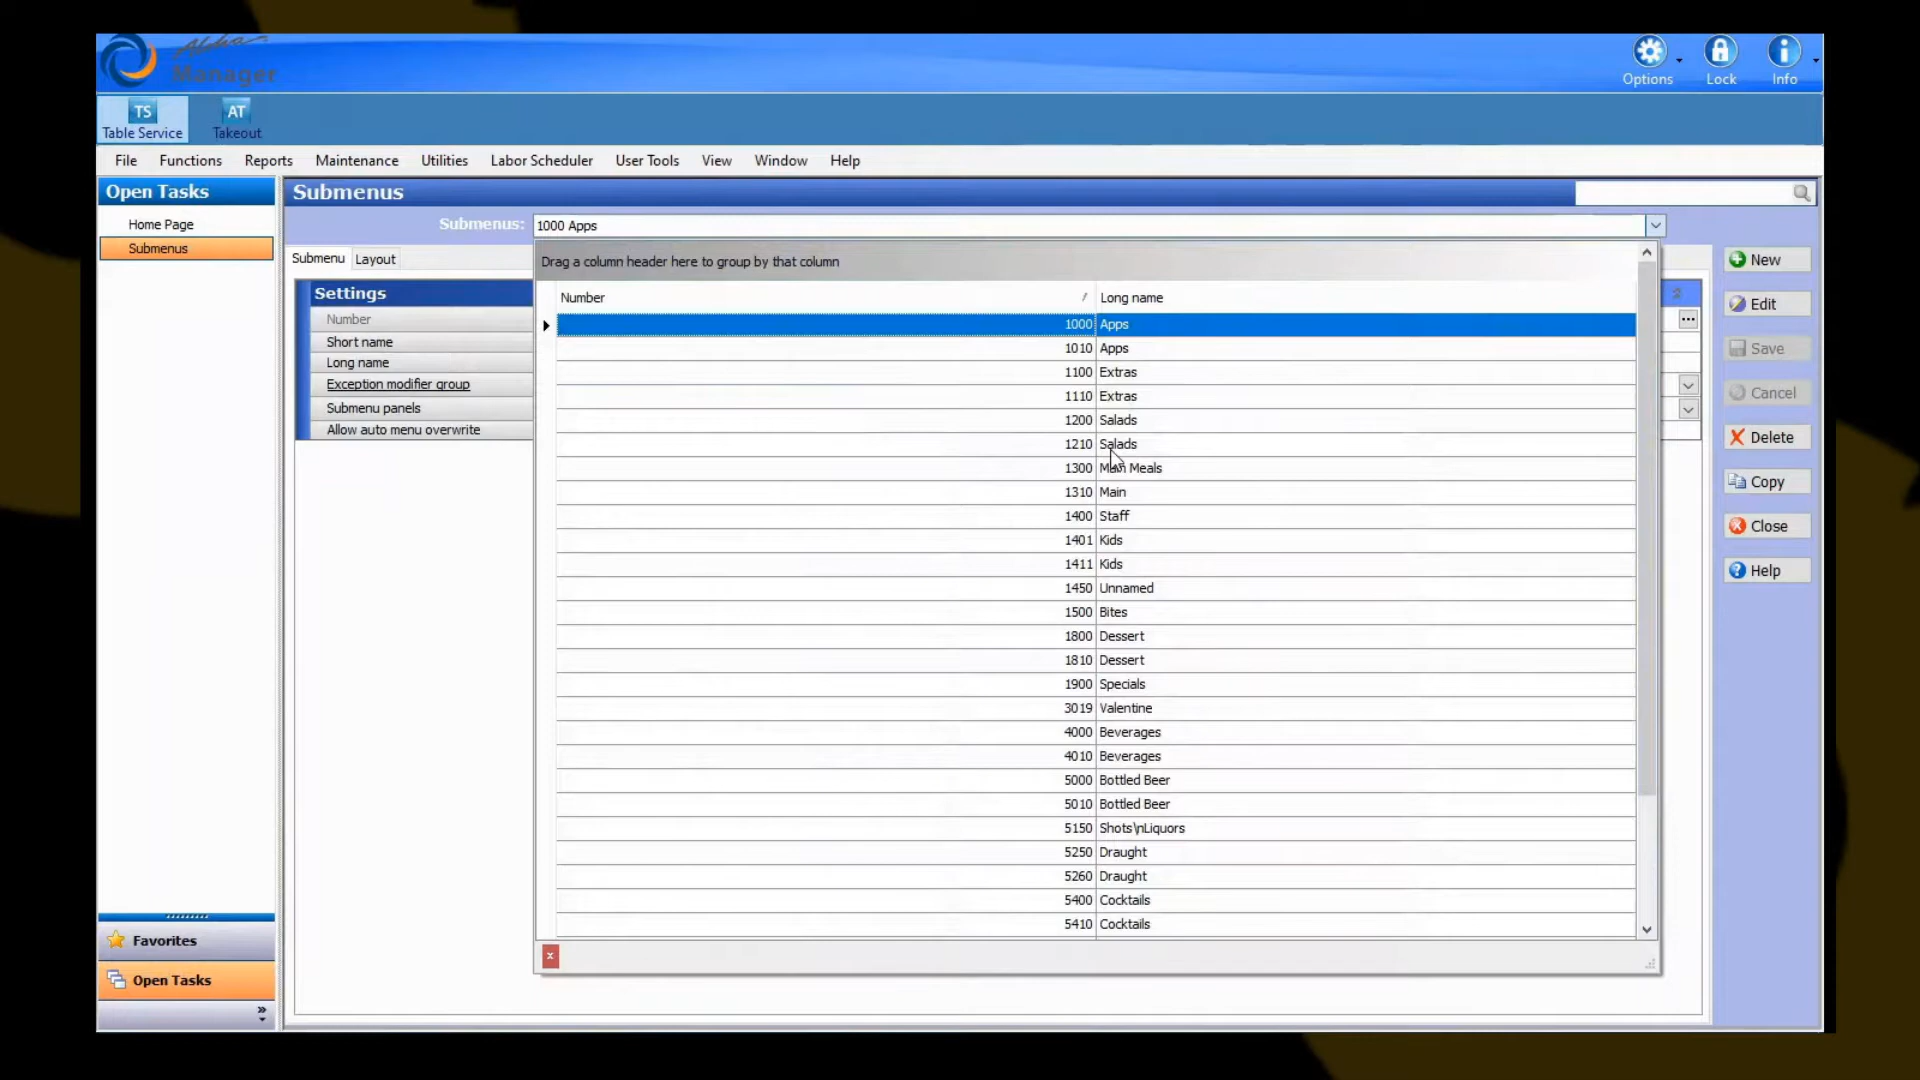 Aloha
Manager
Options
Lock
Info
TS
Table Service
AT
Takeout
File Functions Reports Maintenance Utilities Labor Scheduler User Tools View Window Help
Open Tasks
Home Page
Submenus
Submenus
Submenus: 1000 Apps
Submenu Layout
Drag a column header here to group by that column
Settings
Number
Short name
Long name
Exception modifier group
Submenu panels
Allow auto menu overwrite
Number Long name
1000 Apps
1010 Apps
1100 Extras
1110 Extras
1200 Salads
1210 Salads
1300 Main Meals
1310 Main
1400 Staff
1401 Kids
1411 Kids
1450 Unnamed
1500 Bites
1800 Dessert
1810 Dessert
1900 Specials
3019 Valentine
4000 Beverages
4010 Beverages
5000 Bottled Beer
5010 Bottled Beer
5150 Shots\nLiquors
5250 Draught
5260 Draught
5400 Cocktails
5410 Cocktails
New
Edit
Save
Cancel
Delete
Copy
Close
Help
Favorites
Open Tasks